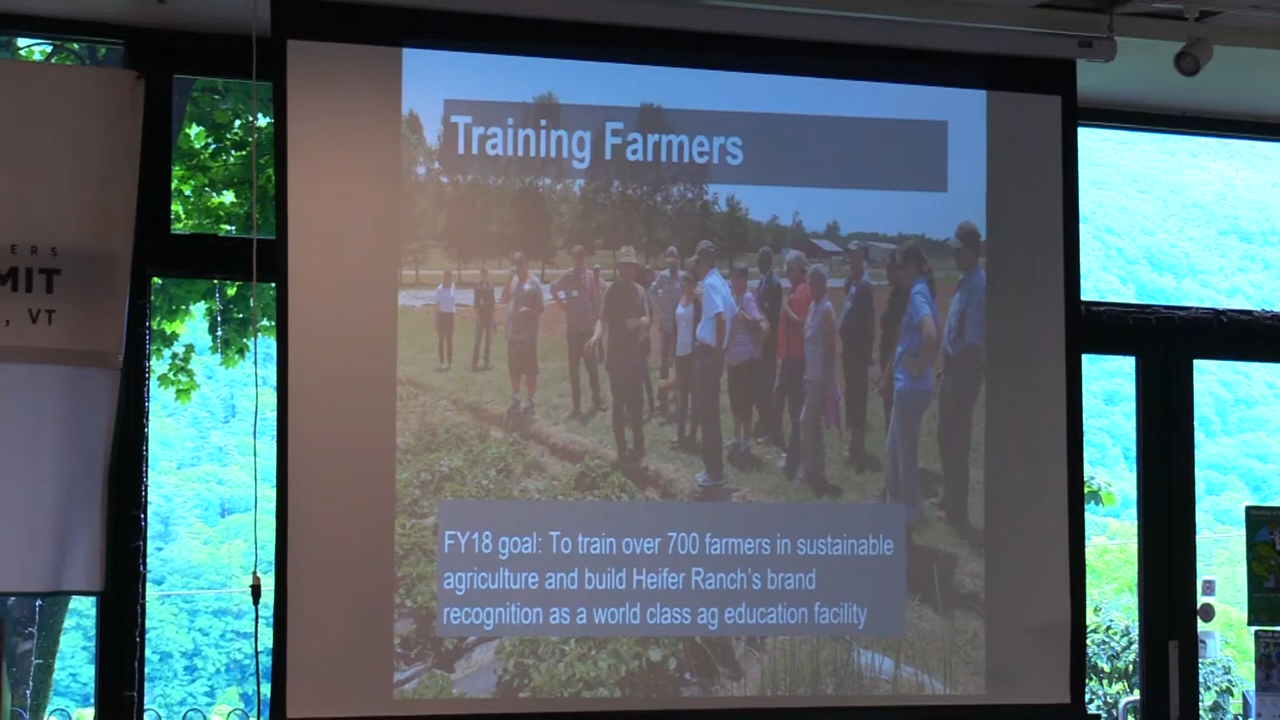 ERS
MIT
, VT
Training Farmers
FY18 goal: To train over 700 farmers in sustainable
agriculture and build Heifer Ranch's brand
recognition as a world class ag education facility